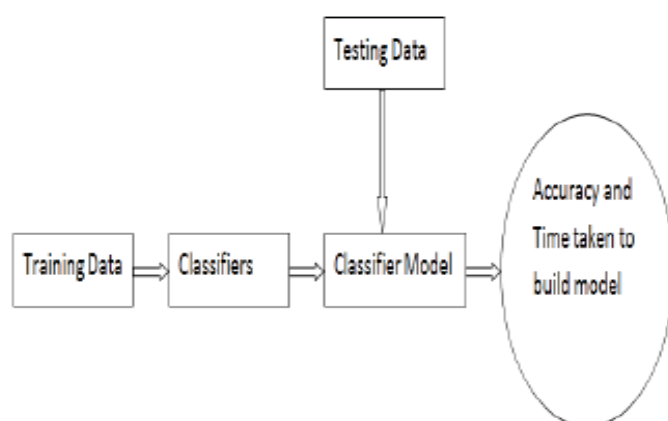 Testing Data
Training Data
Classifiers
Classifier Model
Accuracy and
Time taken to
build model